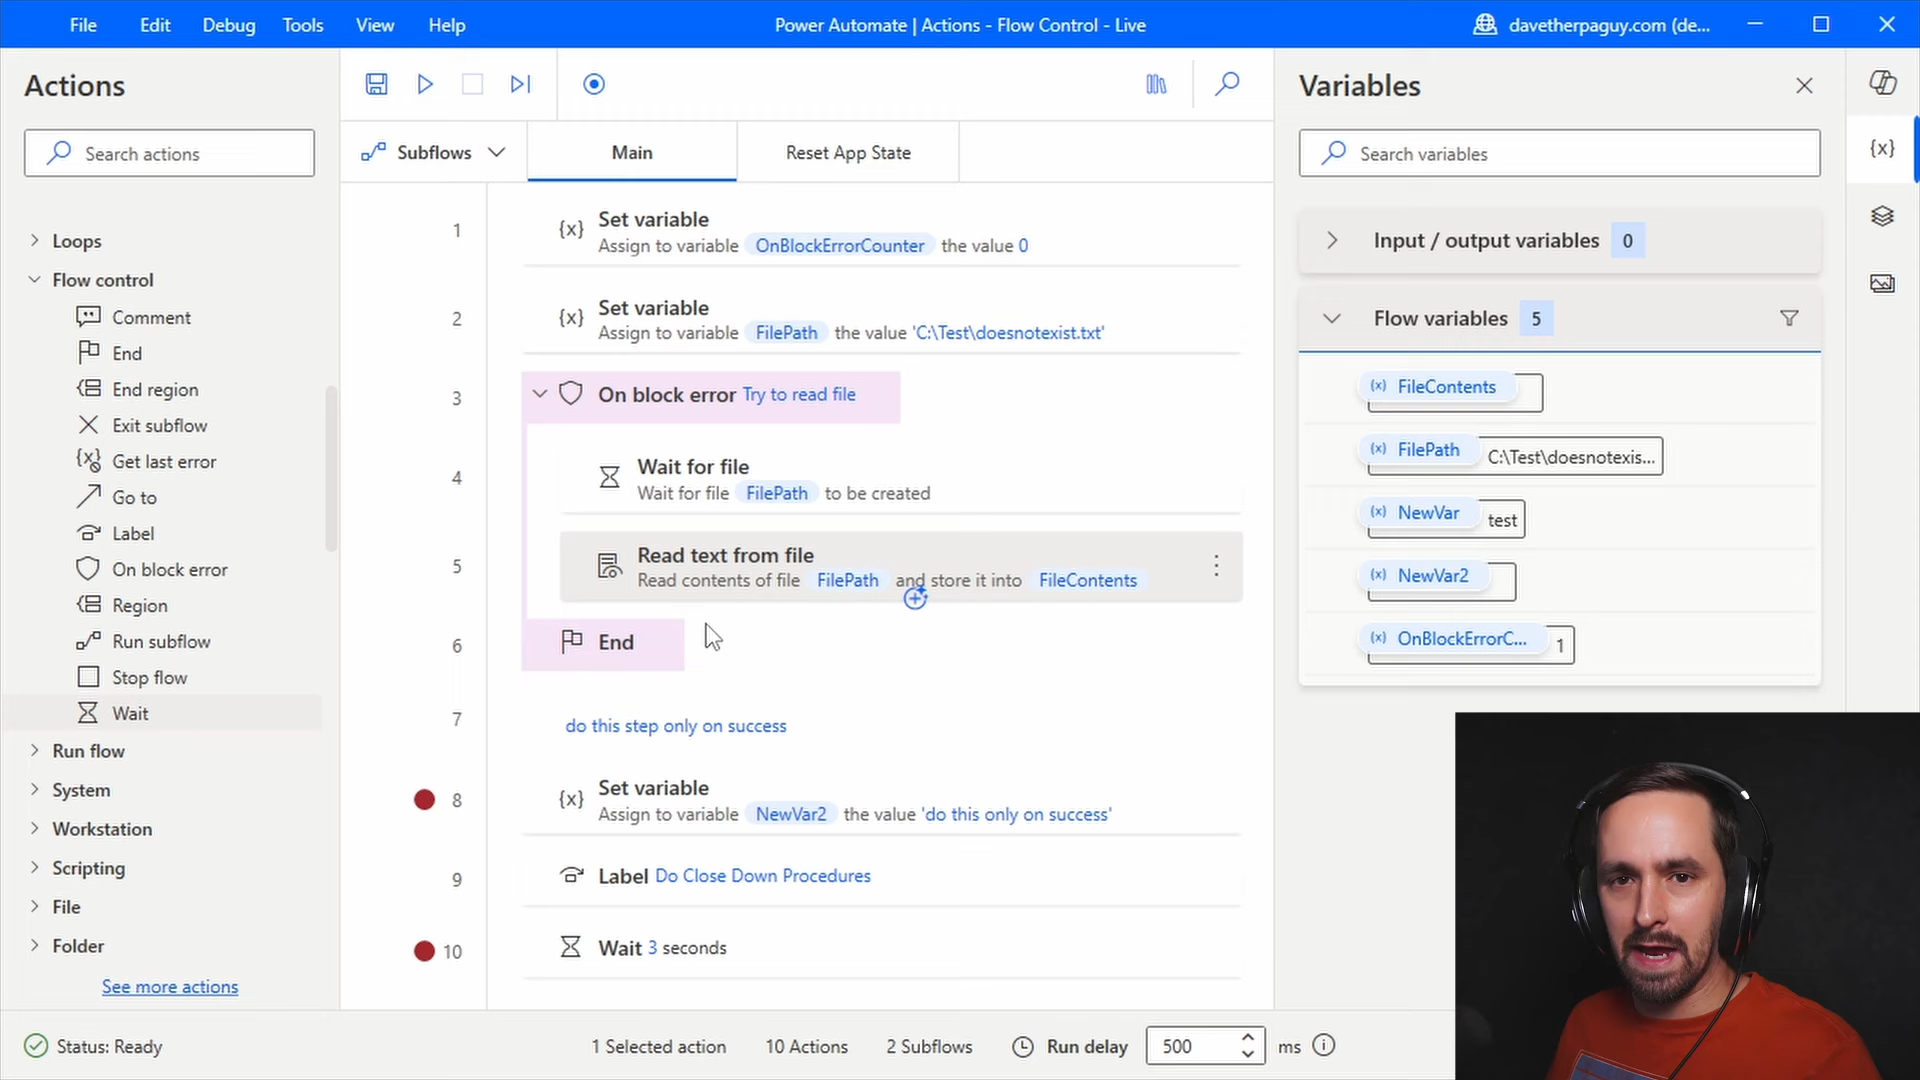 File Edit Debug Tools View Help
Power Automate | Actions - Flow Control - Live
davetherpaguy.com (de...
Actions
Search actions
Loops
Flow control
Comment
End
End region
Exit subflow
Get last error
Go to
Label
On block error
Region
Run subflow
Stop flow
Wait
Run flow
System
Workstation
Scripting
File
Folder
See more actions
Subflows
Main
Reset App State
1
Set variable
Assign to variable OnBlockErrorCounter the value 0
2
Set variable
Assign to variable FilePath the value 'C:\Test\doesnotexist.txt'
3
On block error Try to read file
4
Wait for file
Wait for file FilePath to be created
5
Read text from file
Read contents of file FilePath and store it into FileContents
6
End
7
do this step only on success
8
Set variable
Assign to variable NewVar2 the value 'do this only on success'
9
Label Do Close Down Procedures
10
Wait 3 seconds
Variables
{x}
Search variables
Input / output variables 0
Flow variables 5
(x) FileContents
(x) FilePath C:\Test\doesnotexis...
(x) NewVar test
(x) NewVar2
(x) OnBlockErrorC... 1
Status: Ready
1 Selected action
10 Actions
2 Subflows
Run delay 500 ms